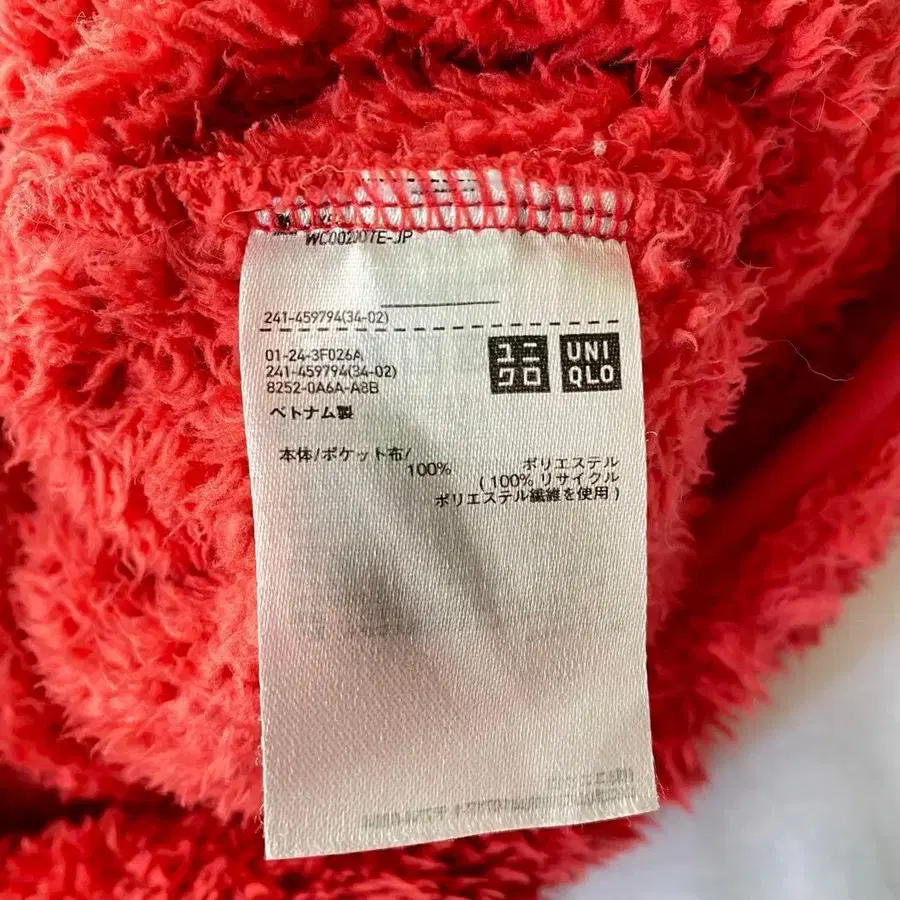 241-459794(34-02)
01-24-3F026A
241-459794(34-02)
8252-0A6A-A8B
ユニクロ
UNIQLO
ベトナム製
本体/ポケット布/
100% ポリエステル
( 100% リサイクル
ポリエステル繊維を使用 )